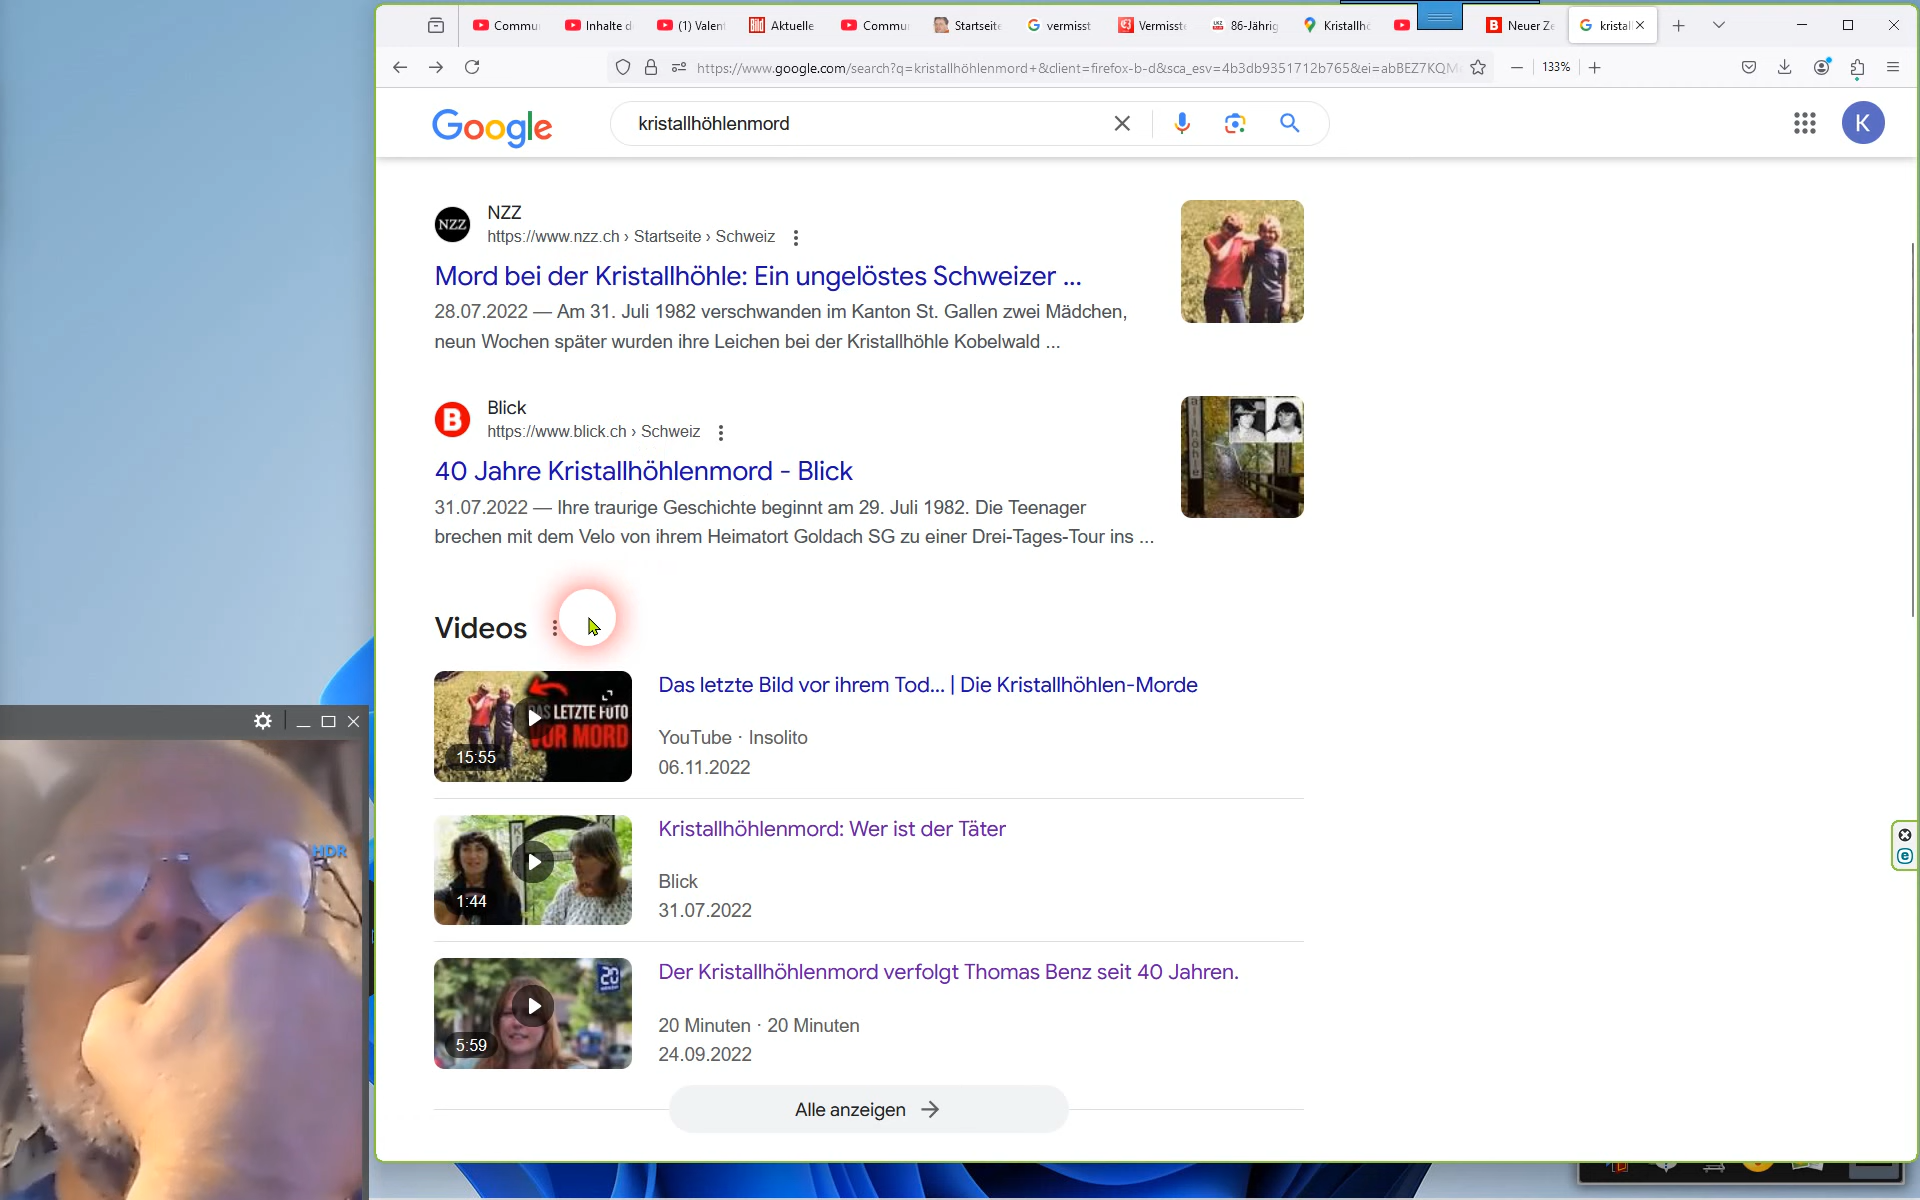 Commu
Inhalte d
(1) Valen
Bild Aktuelle
Commu
Startseite
vermisst
Vermisst
86-Jährig
Kristallhö
Neuer Ze
kristall
https://www.google.com/search?q=kristallhöhlenmord+&client=firefox-b-d&sca_esv=4b3db9351712b765&ei=abBEZ7KQM
133%
Google
kristallhöhlenmord
K
NZZ
NZZ
https://www.nzz.ch › Startseite › Schweiz
Mord bei der Kristallhöhle: Ein ungelöstes Schweizer ...
28.07.2022 — Am 31. Juli 1982 verschwanden im Kanton St. Gallen zwei Mädchen,
neun Wochen später wurden ihre Leichen bei der Kristallhöhle Kobelwald ...
B
Blick
https://www.blick.ch › Schweiz
40 Jahre Kristallhöhlenmord - Blick
31.07.2022 — Ihre traurige Geschichte beginnt am 29. Juli 1982. Die Teenager
brechen mit dem Velo von ihrem Heimatort Goldach SG zu einer Drei-Tages-Tour ins ...
Videos
LETZTE FOTO
VOR MORD
15:55
Das letzte Bild vor ihrem Tod... | Die Kristallhöhlen-Morde
YouTube · Insolito
06.11.2022
1:44
Kristallhöhlenmord: Wer ist der Täter
Blick
31.07.2022
20
5:59
Der Kristallhöhlenmord verfolgt Thomas Benz seit 40 Jahren.
20 Minuten · 20 Minuten
24.09.2022
Alle anzeigen
HDR